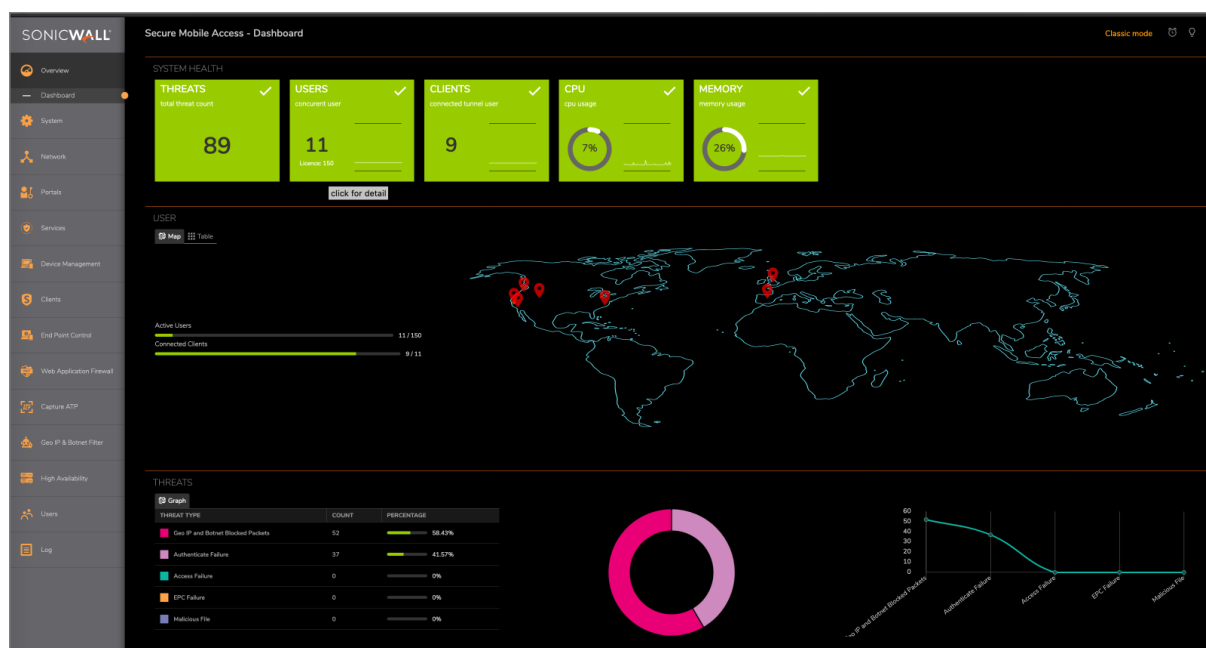 SONICWALL
Secure Mobile Access - Dashboard
Classic mode
Overview
Dashboard
System
Network
Portals
Services
Device Management
Clients
End Point Control
Web Application Firewall
Capture ATP
Geo IP & Botnet Filter
High Availability
Users
Log
SYSTEM HEALTH
THREATS
total threat count
89
USERS
concurent user
11
Licence: 150
CLIENTS
connected tunnel user
9
CPU
cpu usage
7%
MEMORY
memory usage
26%
click for detail
USER
Map Table
Active Users
11 / 150
Connected Clients
9 / 11
THREATS
Graph
THREAT TYPE COUNT PERCENTAGE
Geo IP and Botnet Blocked Packets 52 58.43%
Authenticate Failure 37 41.57%
Access Failure 0 0%
EPC Failure 0 0%
Malicious File 0 0%
60
50
40
30
20
10
0
eo IP and Botnet Blocked Packets
Authenticate Failure
Access Failure
EPC Failure
Malicious File